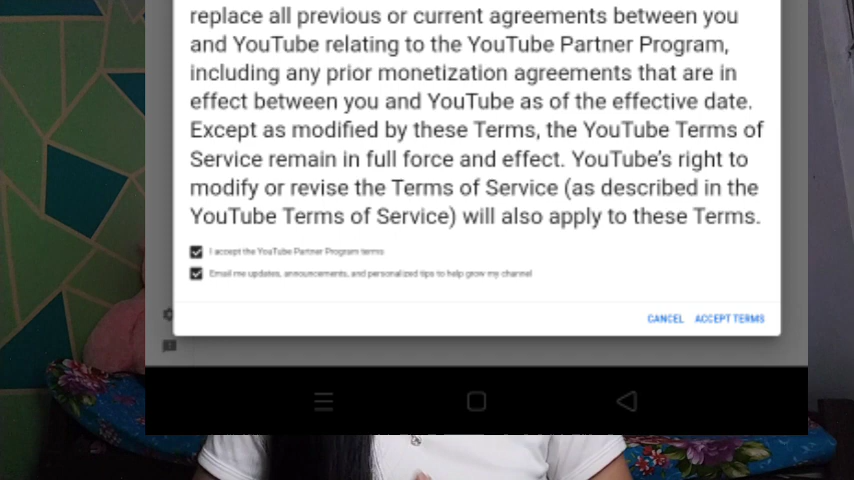 replace all previous or current agreements between you
and YouTube relating to the YouTube Partner Program,
including any prior monetization agreements that are in
effect between you and YouTube as of the effective date.
Except as modified by these Terms, the YouTube Terms of
Service remain in full force and effect. YouTube's right to
modify or revise the Terms of Service (as described in the
YouTube Terms of Service) will also apply to these Terms.
I accept the YouTube Partner Program terms
Email me updates, announcements, and personalized tips to help grow my channel
CANCEL ACCEPT TERMS